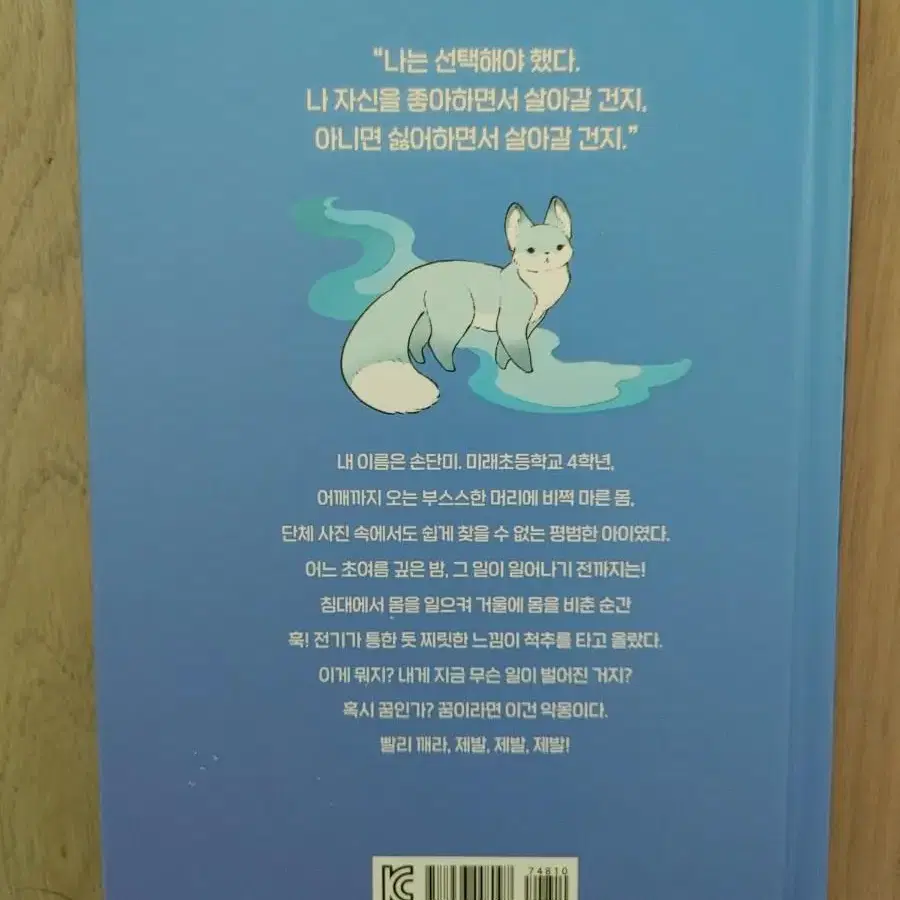 "나는 선택해야 했다.
나 자신을 좋아하면서 살아갈 건지,
아니면 싫어하면서 살아갈 건지."
내 이름은 손단미. 미래초등학교 4학년,
어깨까지 오는 부스스한 머리에 비쩍 마른 몸,
단체 사진 속에서도 쉽게 찾을 수 없는 평범한 아이였다.
어느 초여름 깊은 밤, 그 일이 일어나기 전까지는!
침대에서 몸을 일으켜 거울에 몸을 비춘 순간
훅! 전기가 통한 듯 찌릿한 느낌이 척추를 타고 올랐다.
이게 뭐지? 내게 지금 무슨 일이 벌어진 거지?
혹시 꿈인가? 꿈이라면 이건 악몽이다.
빨리 깨라, 제발, 제발, 제발!
KC
74810